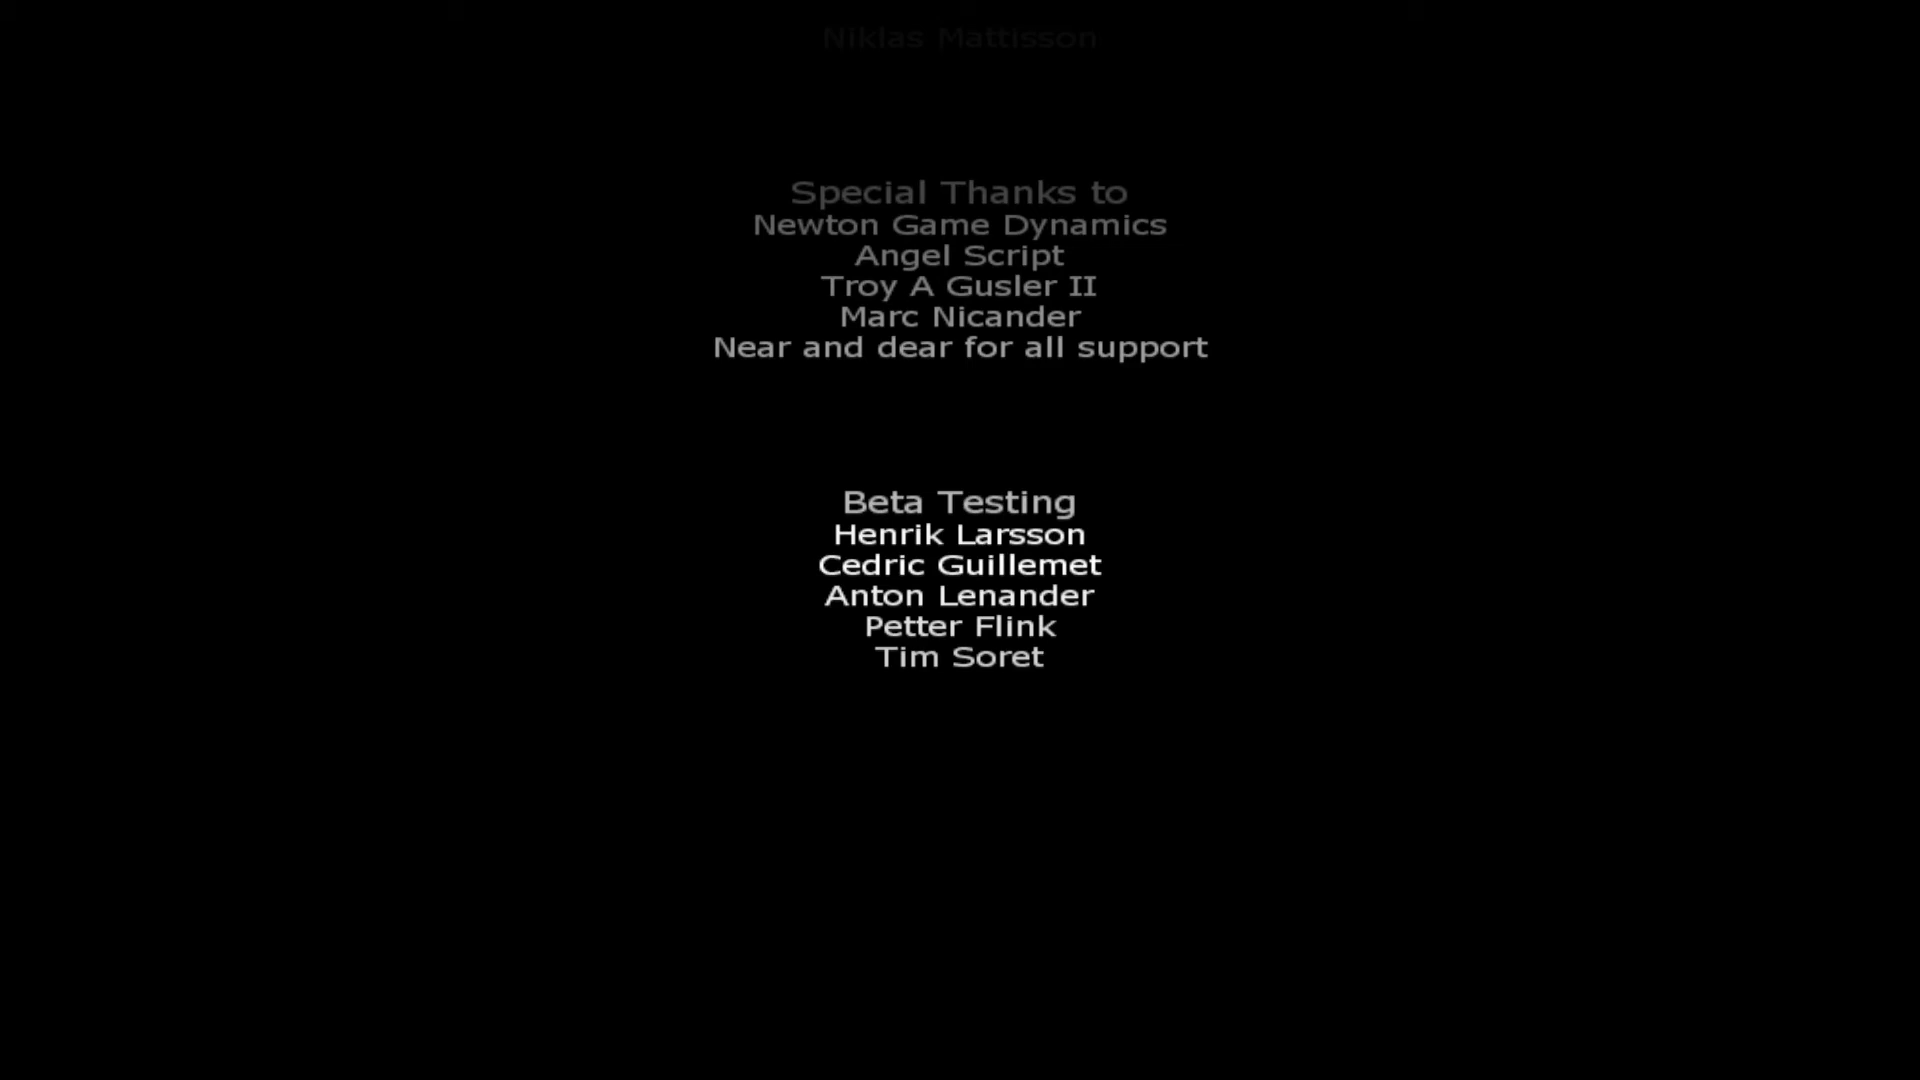 Niklas Mattisson
Special Thanks to
Newton Game Dynamics
Angel Script
Troy A Gusler II
Marc Nicander
Near and dear for all support
Beta Testing
Henrik Larsson
Cedric Guillemet
Anton Lenander
Petter Flink
Tim Soret